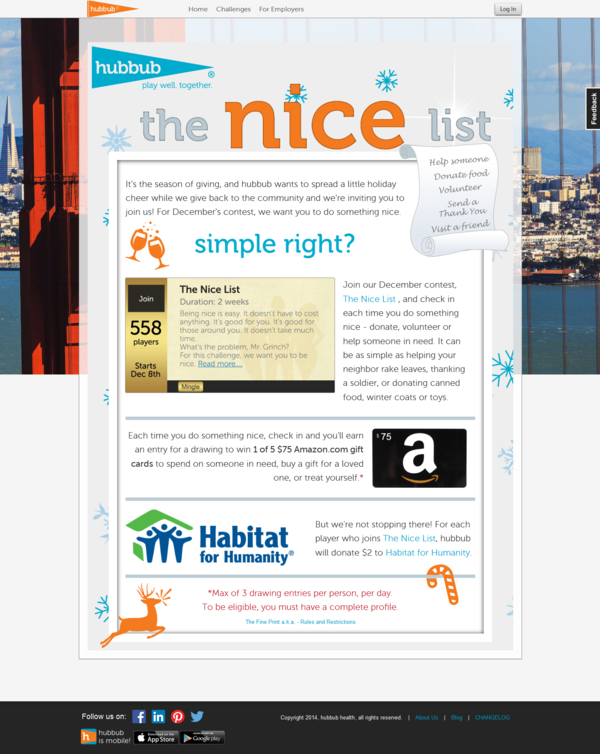 hubbub®
Home Challenges For Employers
Log In
Feedback
hubbub®
play well. together.
the nice list
Help someone
Donate food
Volunteer
Send a
Thank You
Visit a friend
It's the season of giving, and hubbub wants to spread a little holiday
cheer while we give back to the community and we're inviting you to
join us! For December's contest, we want you to do something nice.
simple right?
Join
558
players
Starts
Dec 8th
The Nice List
Duration: 2 weeks
Being nice is easy. It doesn't have to cost
anything. It's good for you. It's good for
those around you. It doesn't take much
time.
What's the problem, Mr. Grinch?
For this challenge, we want you to be
nice. Read more....
Mingle
Join our December contest,
The Nice List , and check in
each time you do something
nice - donate, volunteer or
help someone in need. It can
be as simple as helping your
neighbor rake leaves, thanking
a soldier, or donating canned
food, winter coats or toys.
Each time you do something nice, check in and you'll earn
an entry for a drawing to win 1 of 5 $75 Amazon.com gift
cards to spend on someone in need, buy a gift for a loved
one, or treat yourself.*
$75
a
Habitat
for Humanity®
But we're not stopping there! For each
player who joins The Nice List, hubbub
will donate $2 to Habitat for Humanity.
*Max of 3 drawing entries per person, per day
To be eligible, you must have a complete profile.
The Fine Print a.k.a. - Rules and Restrictions
Follow us on:
Copyright 2014, hubbub health, all rights reseved. | About Us | Blog | CHANGELOG
hubbub
is mobile!
App Store
Google play